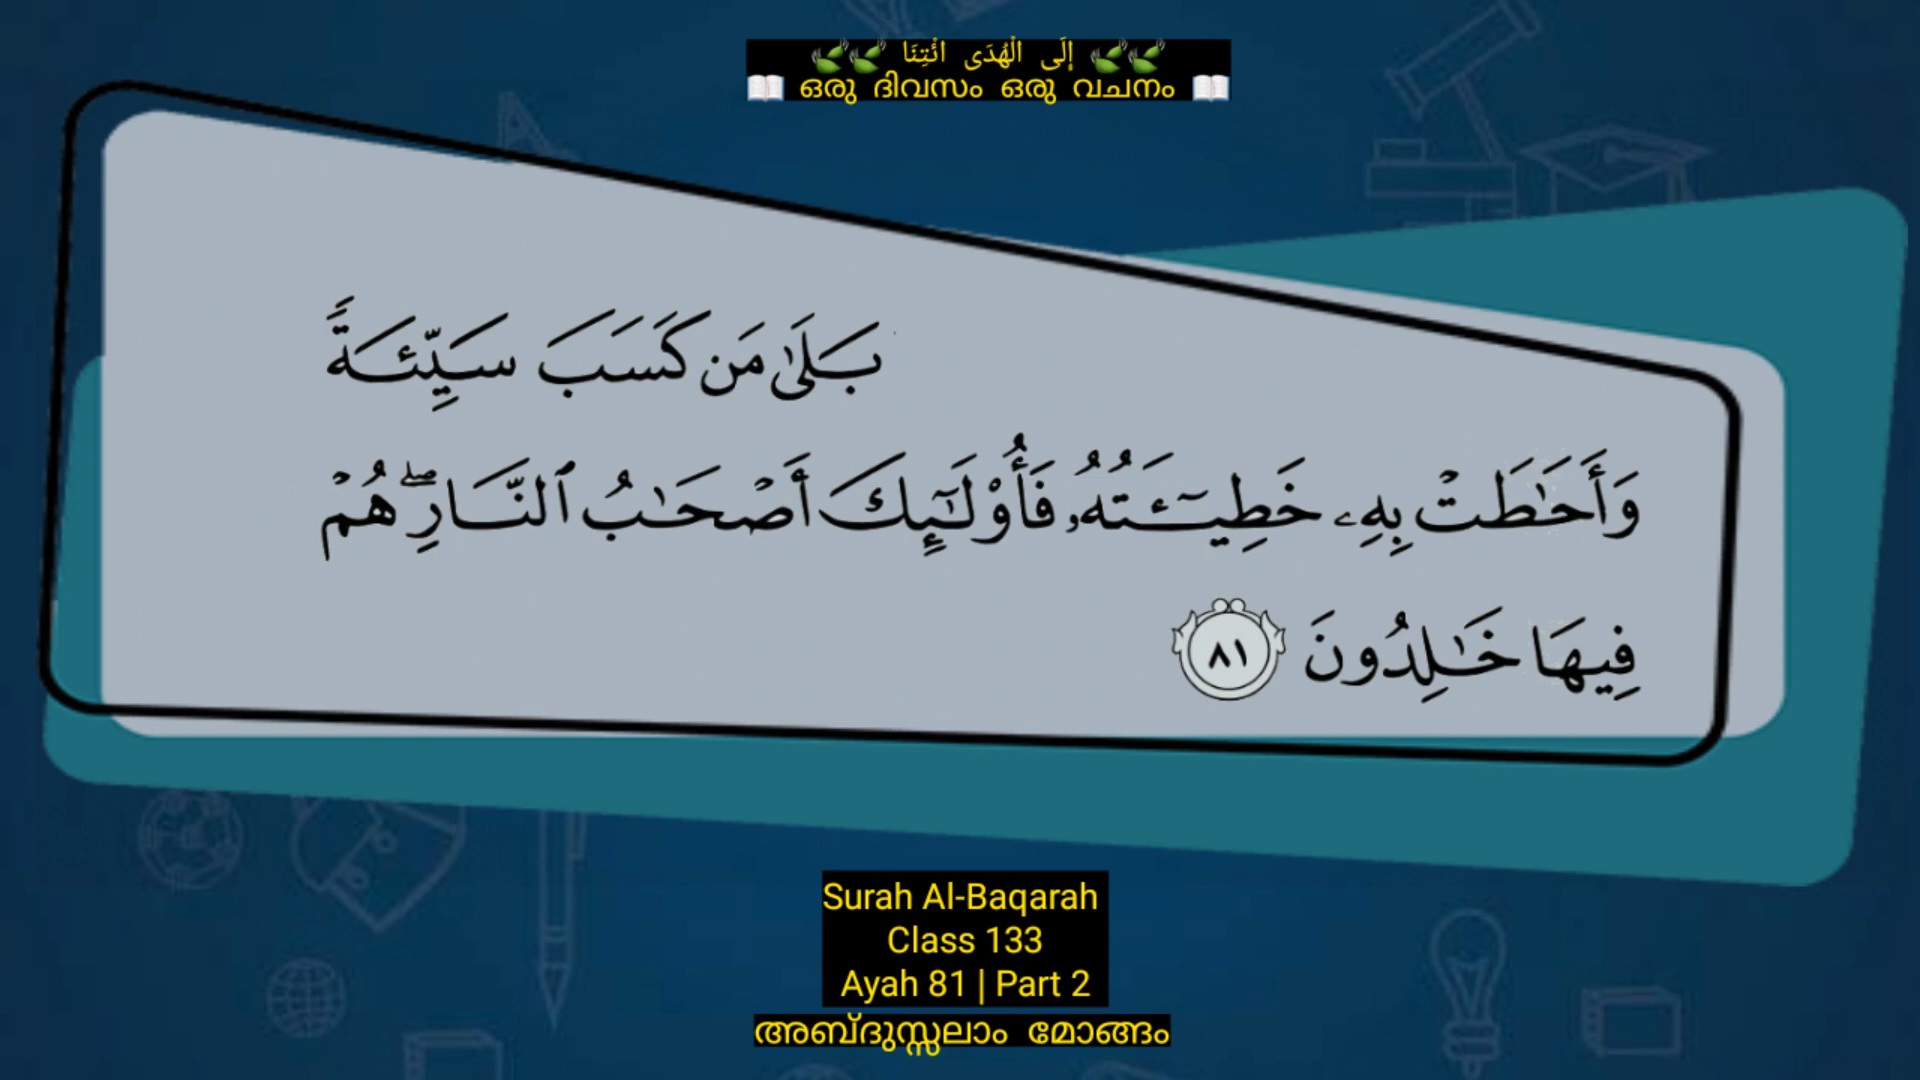 🌿🌿 إلَى الْهُدَى ائْتِنَا 🌿🌿
📖 ഒരു ദിവസം ഒരു വചനം 📖
بَلَىٰ مَن كَسَبَ سَيِّئَةً
وَأَحَٰطَتْ بِهِۦ خَطِيٓـَٔتُهُۥ فَأُو۟لَٰٓئِكَ أَصْحَٰبُ ٱلنَّارِ ۖ هُمْ
فِيهَا خَٰلِدُونَ ٨١
Surah Al-Baqarah
Class 133
Ayah 81 | Part 2
അബ്ദുസ്സലാം മോങ്ങം